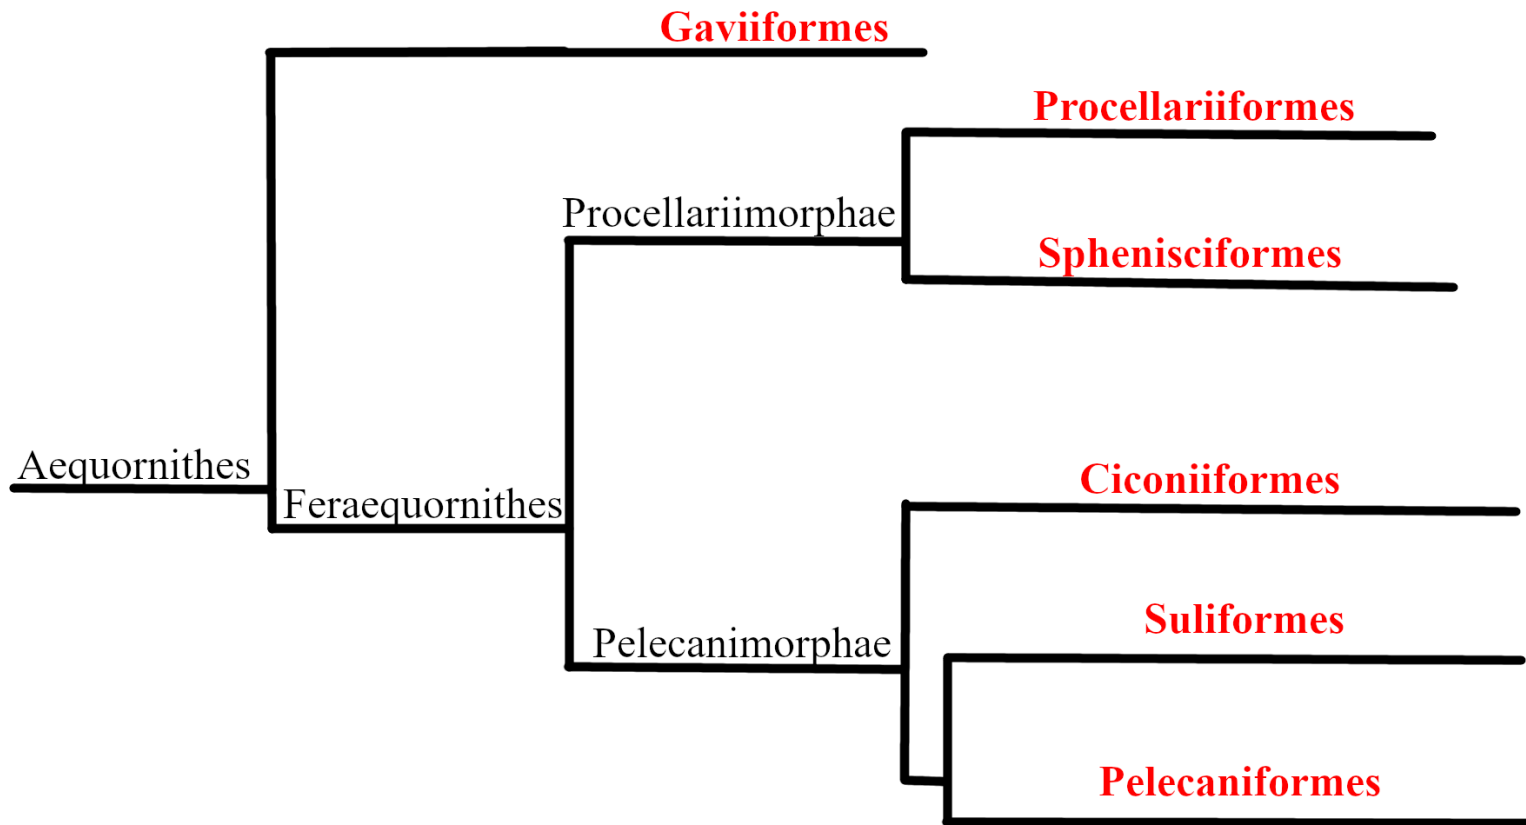 Gaviiformes
Procellariiformes
Procellariimorphae
Sphenisciformes
Aequornithes
Feraequornithes
Ciconiiformes
Suliformes
Pelecanimorphae
Pelecaniformes